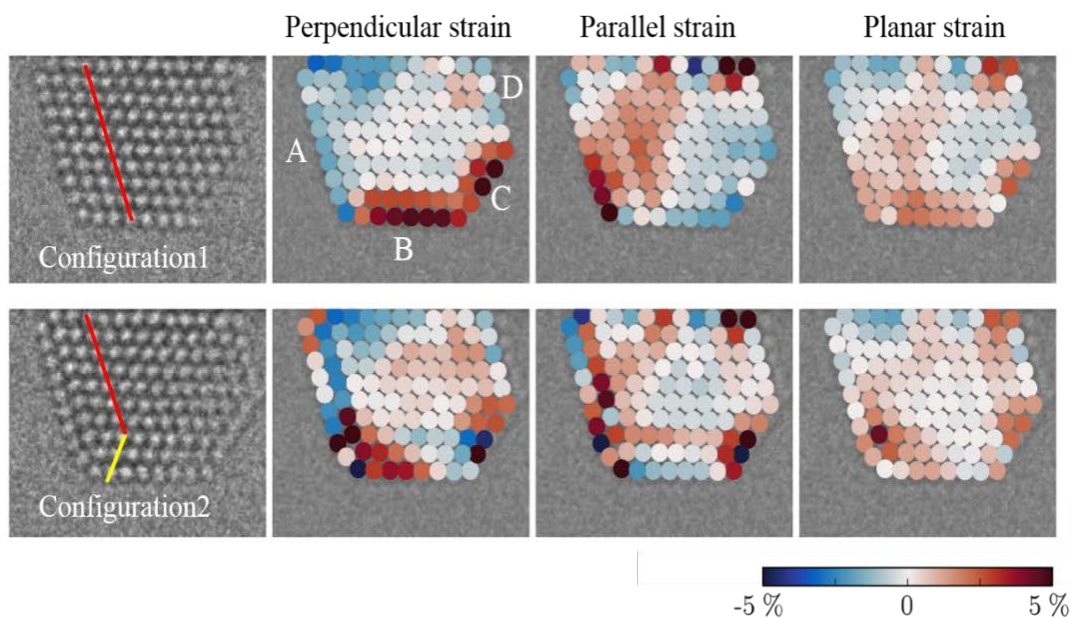 Perpendicular strain
Parallel strain
Planar strain
Configuration1
A
B
C
D
Configuration2
-5 %
0
5 %